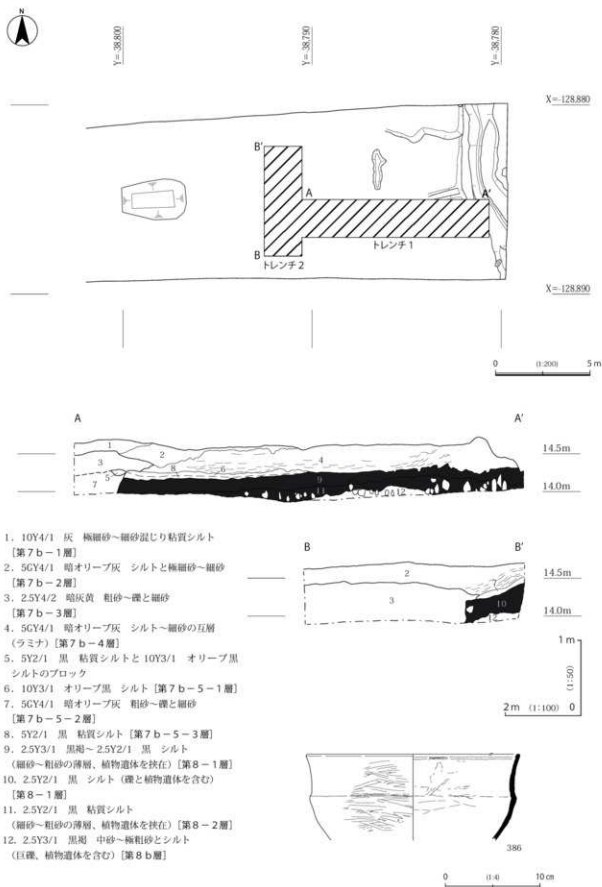 N
Y=-38,800
Y=-38,790
Y=-38,780
X=-128,880
B'
A
A'
トレンチ 1
B
トレンチ 2
X=-128,890
0 (1:200) 5 m
A
A'
1
2
3
4
5
6
7
8
9
11
12
14.5m
14.0m
1. 10Y4/1 灰 極細砂~細砂混じり粘質シルト
[第7b-1層]
2. 5GY4/1 暗オリーブ灰 シルトと極細砂~細砂
[第7b-2層]
3. 2.5Y4/2 暗灰黄 粗砂~礫と細砂
[第7b-3層]
4. 5GY4/1 暗オリーブ灰 シルト~細砂の互層
(ラミナ)[第7b-4層]
5. 5Y2/1 黒 粘質シルトと 10Y3/1 オリーブ黒
シルトのブロック
6. 10Y3/1 オリーブ黒 シルト[第7b-5-1層]
7. 5GY4/1 暗オリーブ灰 粗砂~礫と細砂
[第7b-5-2層]
8. 5Y2/1 黒 粘質シルト[第7b-5-3層]
9. 2.5Y3/1 黒褐~ 2.5Y2/1 黒 シルト
(細砂~粗砂の薄層、植物遺体を挟在)[第8-1層]
10. 2.5Y2/1 黒 シルト(礫と植物遺体を含む)
[第8-1層]
11. 2.5Y2/1 黒 粘質シルト
(細砂~粗砂の薄層、植物遺体を挟在)[第8-2層]
12. 2.5Y3/1 黒褐 中砂~極粗砂とシルト
(巨礫、植物遺体を含む)[第8b層]
B
B'
2
3
10
12
14.5m
14.0m
1 m
(1:50)
2 m (1:100) 0
386
0 (1:4) 10 cm